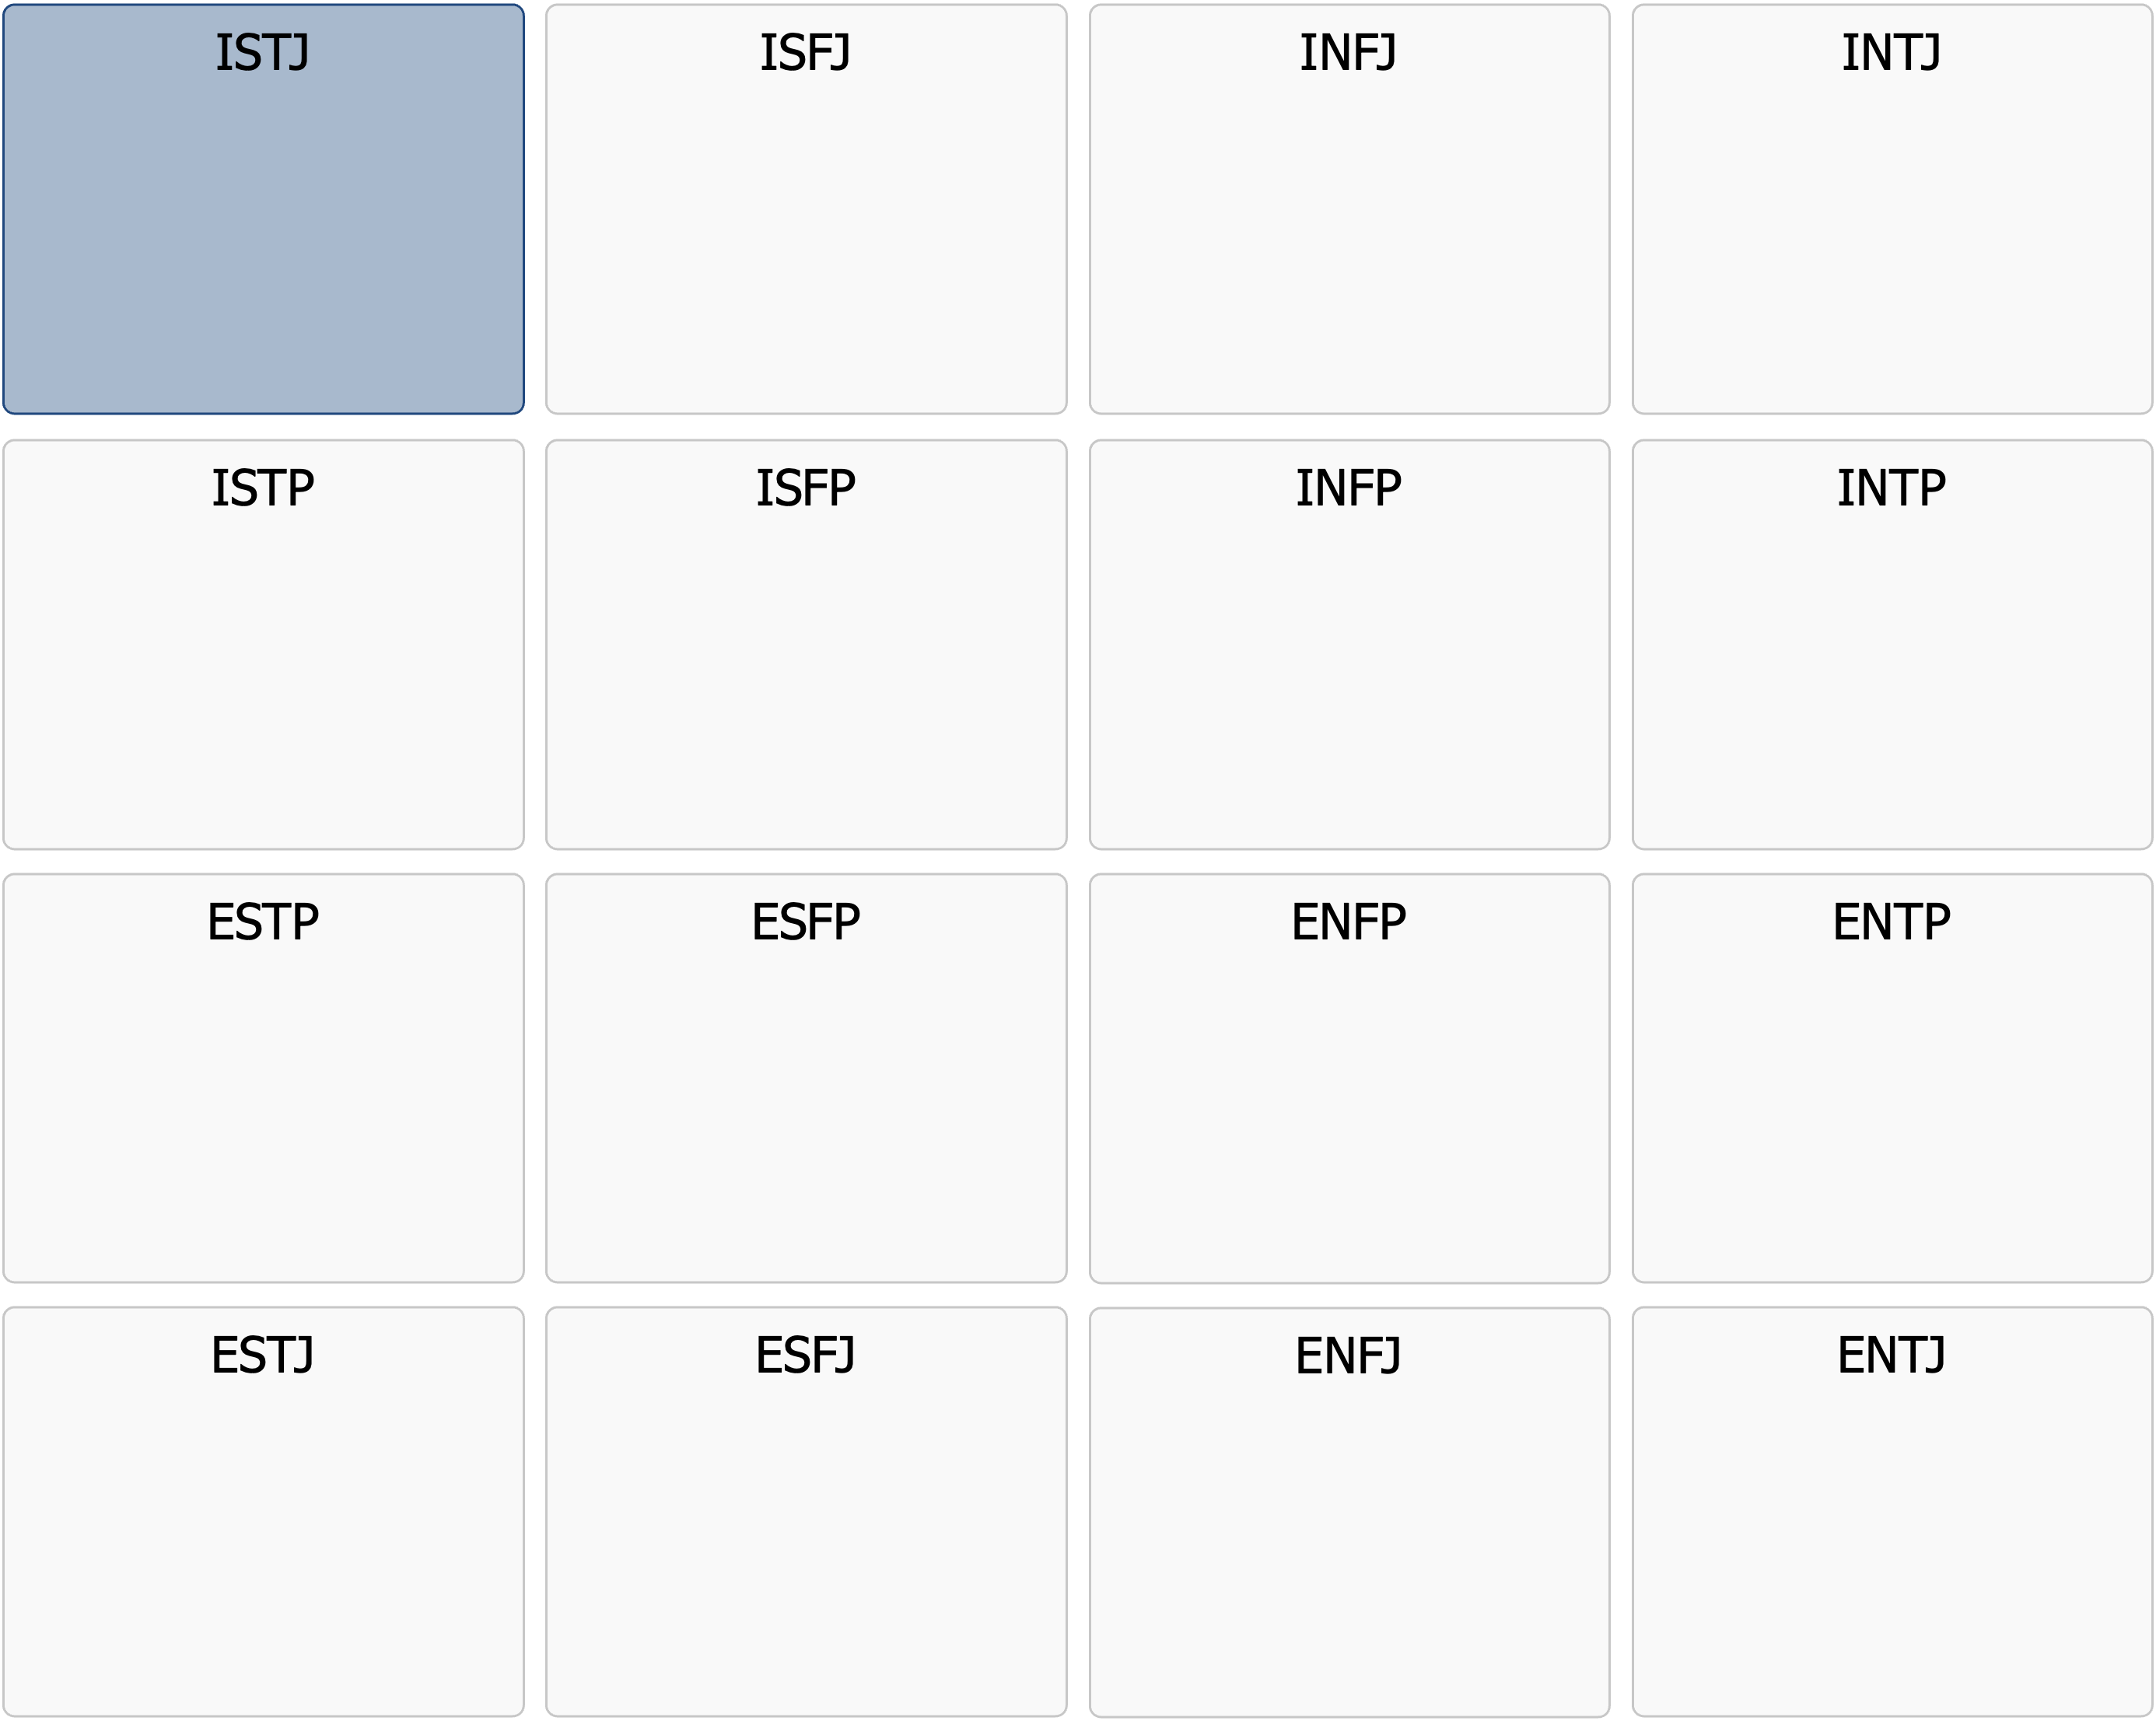 ISTJ ISFJ INFJ INTJ
ISTP ISFP INFP INTP
ESTP ESFP ENFP ENTP
ESTJ ESFJ ENFJ ENTJ